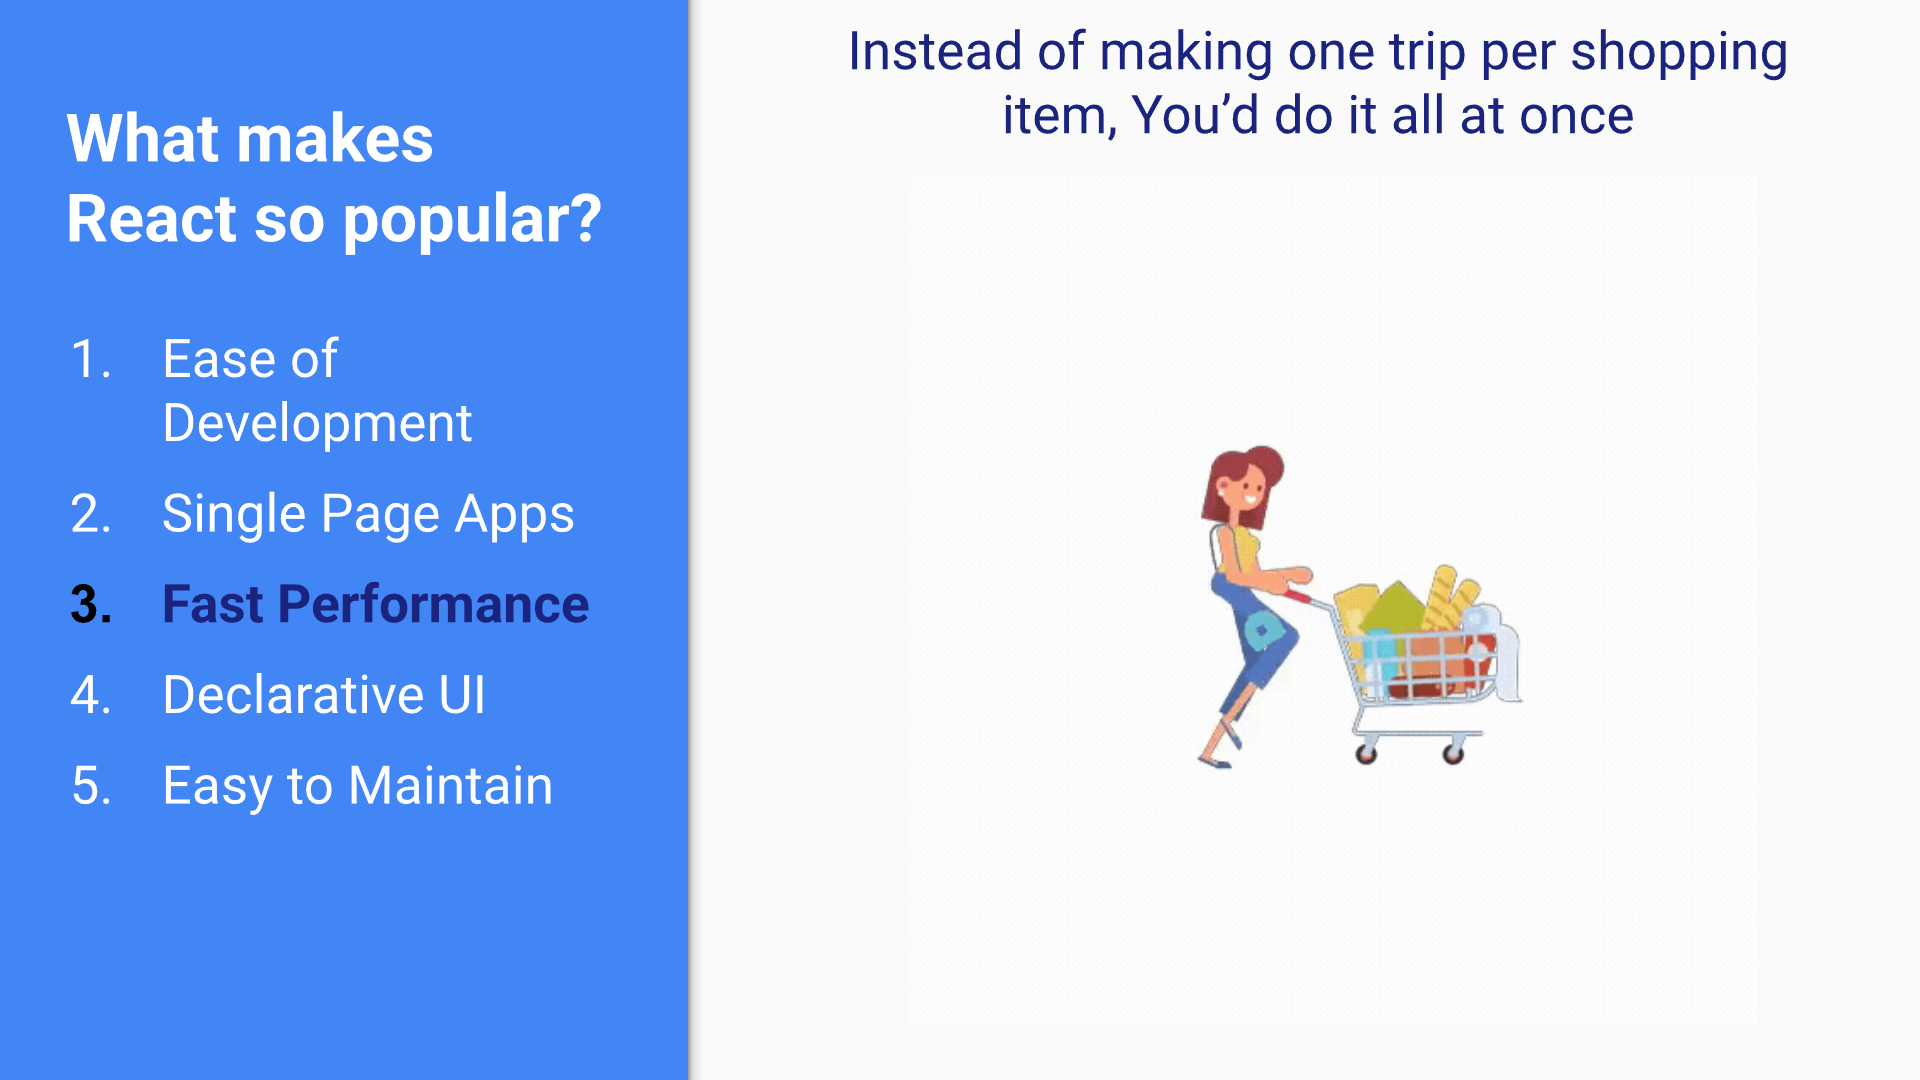 What makes
React so popular?
1. Ease of
Development
2. Single Page Apps
3. Fast Performance
4. Declarative UI
5. Easy to Maintain
Instead of making one trip per shopping
item, You’d do it all at once